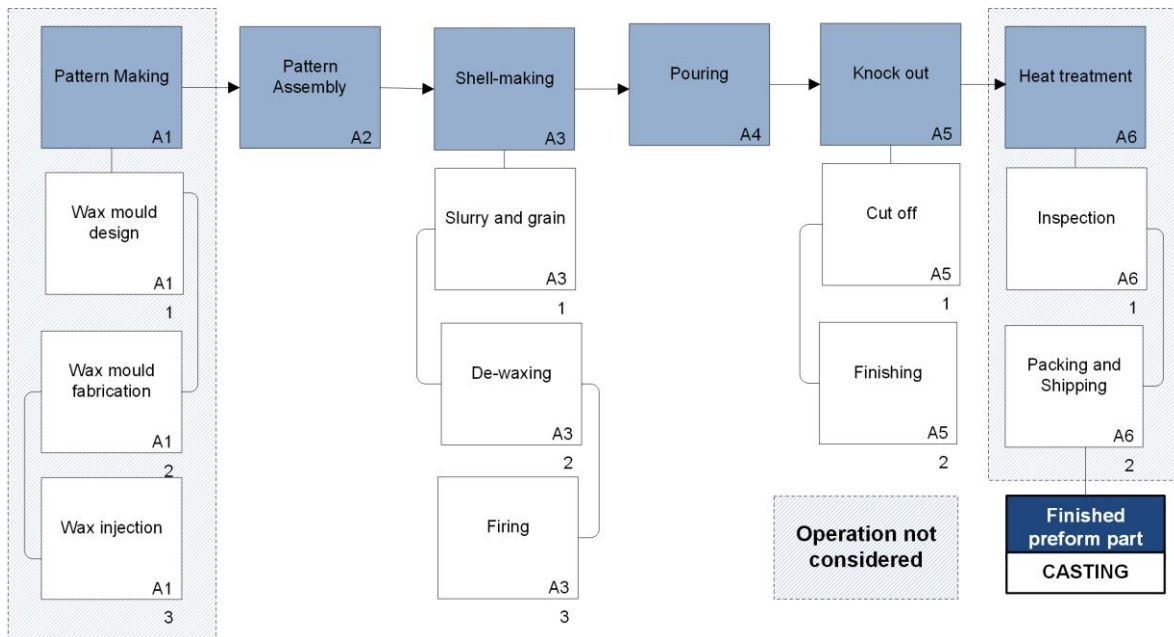 Pattern Making
A1
Pattern
Assembly
A2
Shell-making
A3
Pouring
A4
Knock out
A5
Heat treatment
A6
Wax mould
design
A1
1
Wax mould
fabrication
A1
2
Wax injection
A1
3
Slurry and grain
A3
1
De-waxing
A3
2
Firing
A3
3
Cut off
A5
1
Finishing
A5
2
Inspection
A6
1
Packing and
Shipping
A6
2
Operation not
considered
Finished
preform part
CASTING